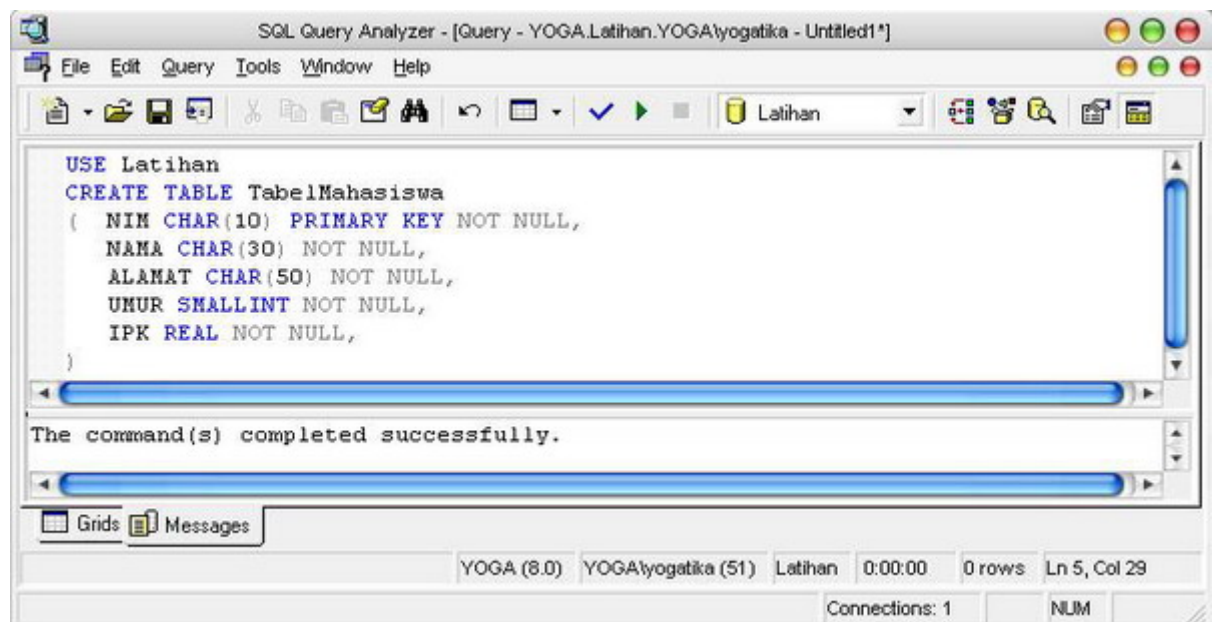 SQL Query Analyzer - [Query - YOGA.Latihan.YOGA\yogatika - Untitled1*]
File Edit Query Tools Window Help
Latihan
USE Latihan
CREATE TABLE TabelMahasiswa
( NIM CHAR(10) PRIMARY KEY NOT NULL,
NAMA CHAR(30) NOT NULL,
ALAMAT CHAR(50) NOT NULL,
UMUR SMALLINT NOT NULL,
IPK REAL NOT NULL,
)
The command(s) completed successfully.
Grids Messages
YOGA (8.0) YOGA\yogatika (51) Latihan 0:00:00 0 rows Ln 5, Col 29
Connections: 1 NUM